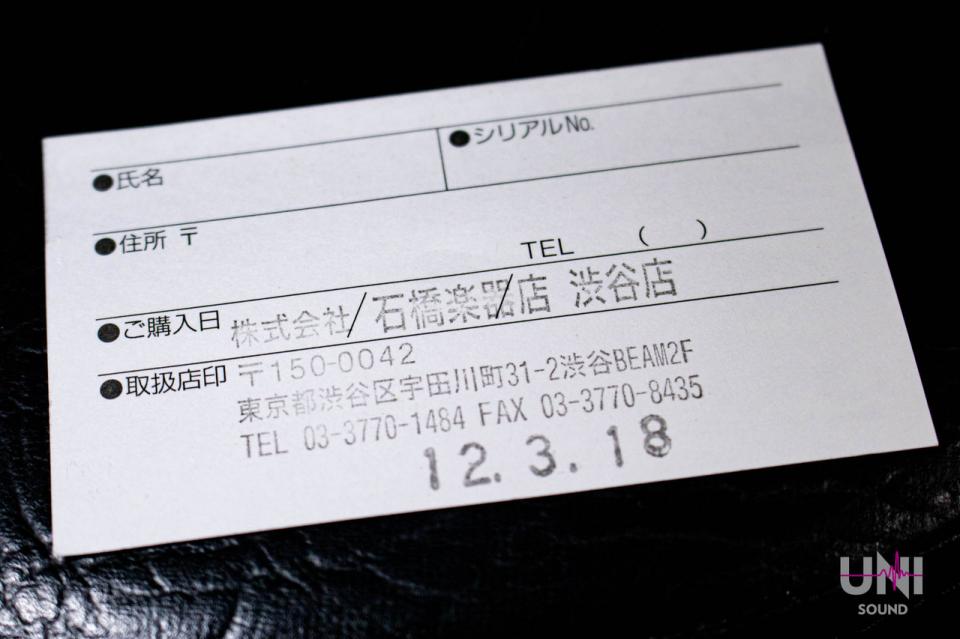 ●氏名
●シリアルNo.
●住所 〒
TEL ( )
●ご購入日 / /
株式会社 石橋楽器店 渋谷店
●取扱店印
〒150-0042
東京都渋谷区宇田川町31-2渋谷BEAM2F
TEL 03-3770-1484 FAX 03-3770-8435
12.3.18
UNI
SOUND